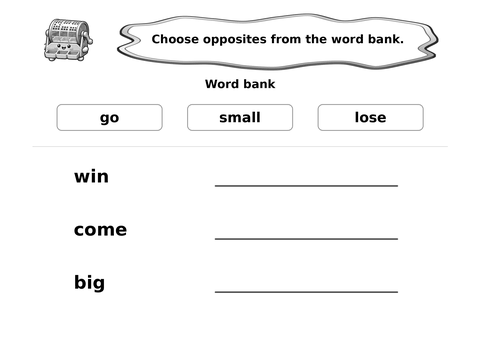 Choose opposites from the word bank.
Word bank
go small lose
win
come
big